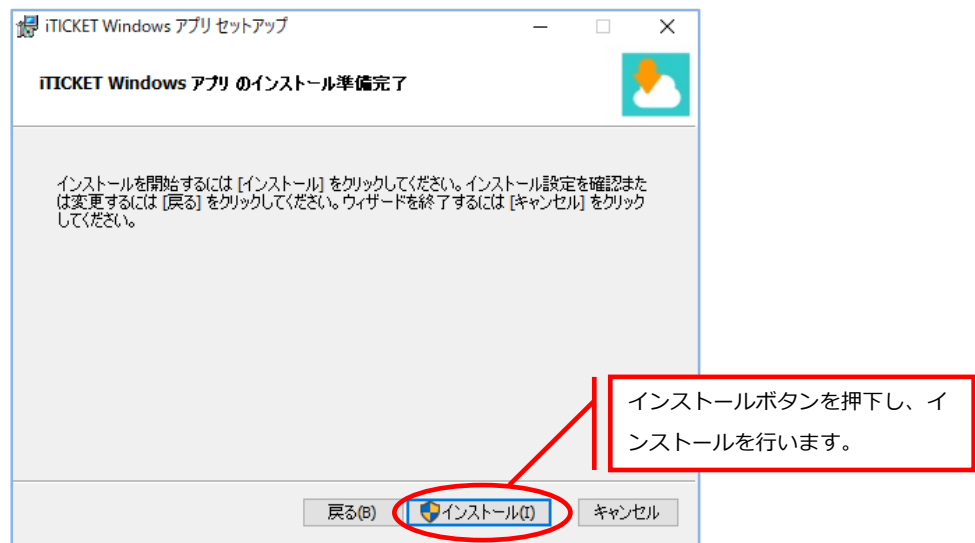 iTICKET Windows アプリ セットアップ
iTICKET Windows アプリ のインストール準備完了
インストールを開始するには [インストール] をクリックしてください。インストール設定を確認また
は変更するには [戻る] をクリックしてください。ウィザードを終了するには [キャンセル] をクリック
してください。
インストールボタンを押下し、イ
ンストールを行います。
戻る(B) インストール(I) キャンセル